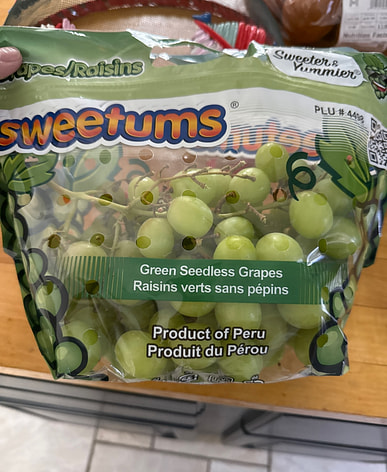 Grapes/Raisins
Sweeter &
Yummier
sweetums®
PLU # 4498
Green Seedless Grapes
Raisins verts sans pépins
Product of Peru
Produit du Pérou